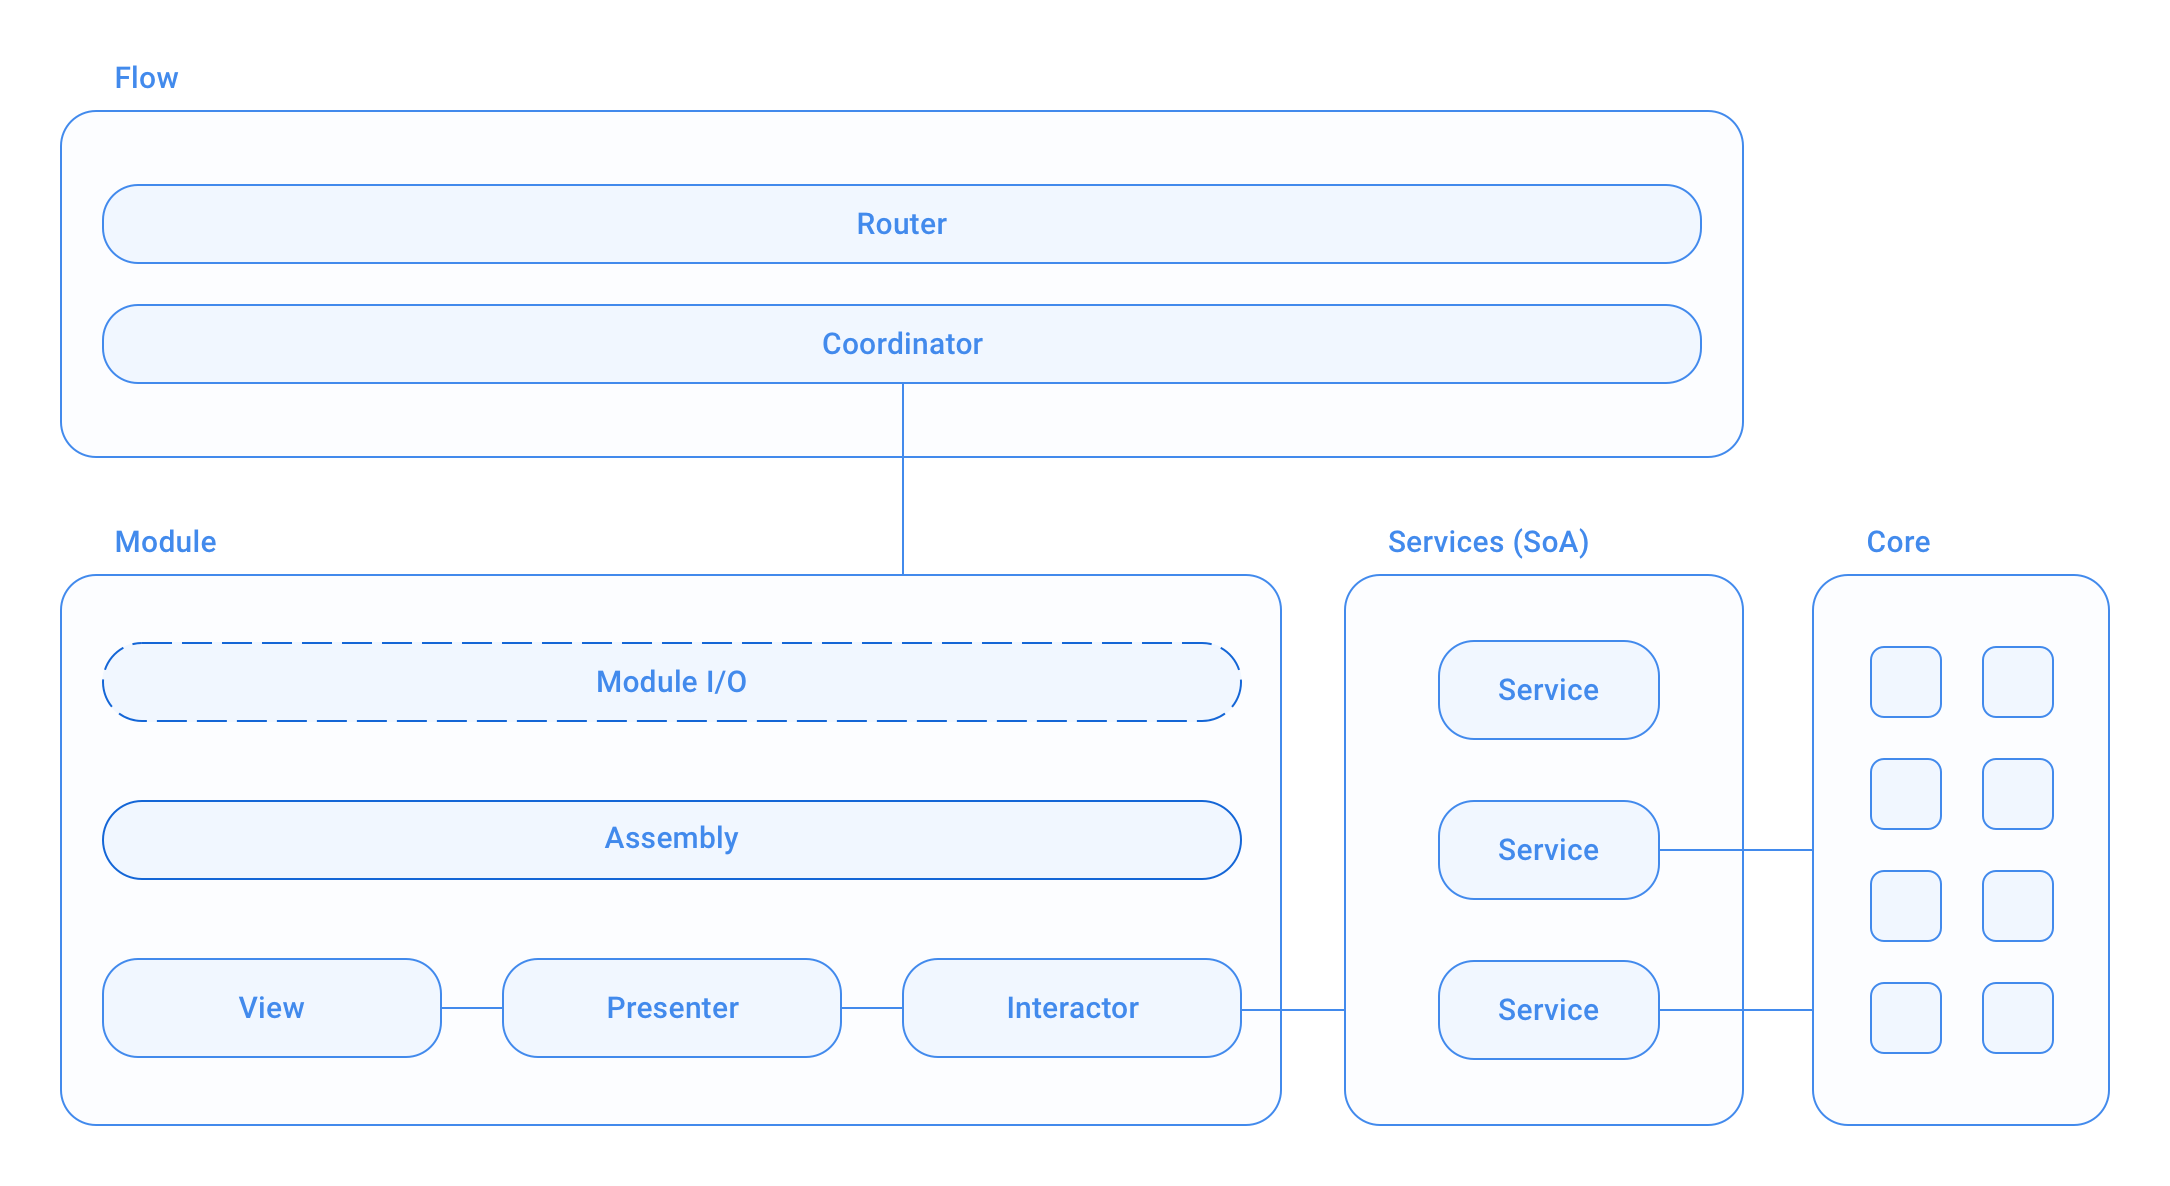 Flow
Router
Coordinator
Module
Module I/O
Assembly
View
Presenter
Interactor
Services (SoA)
Service
Service
Service
Core